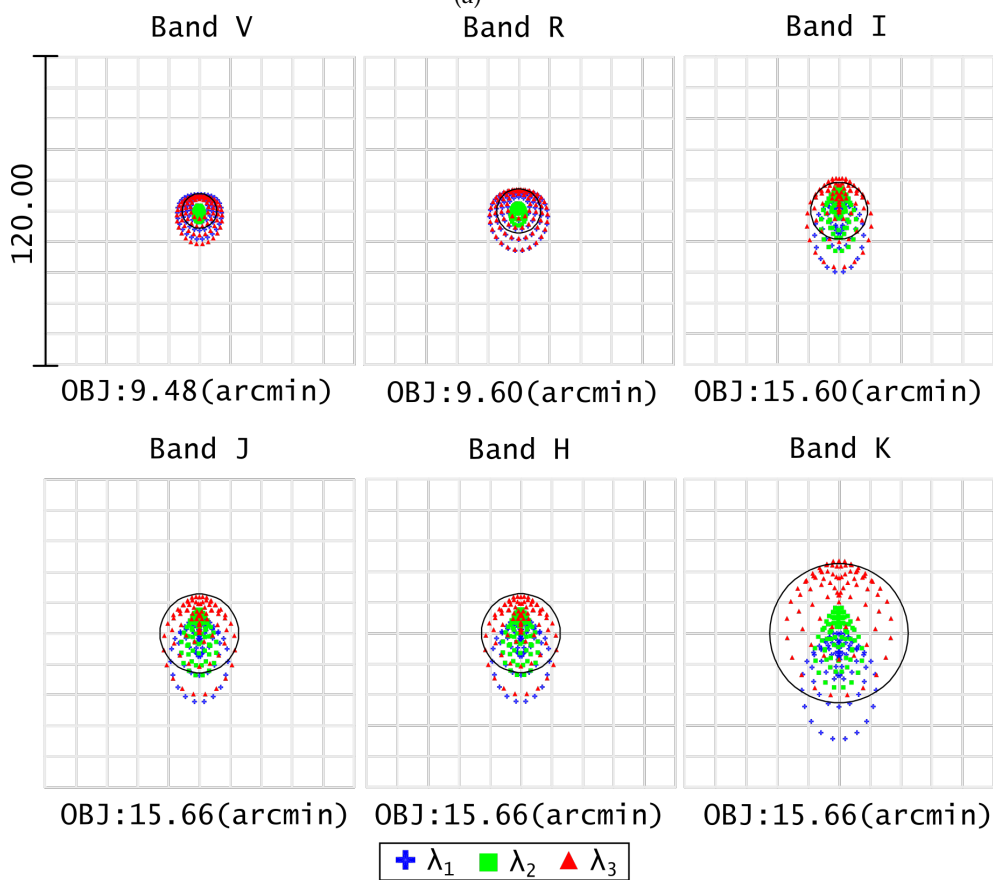 (a)
Band V
Band R
Band I
120.00
OBJ:9.48(arcmin)
OBJ:9.60(arcmin)
OBJ:15.60(arcmin)
Band J
Band H
Band K
OBJ:15.66(arcmin)
OBJ:15.66(arcmin)
OBJ:15.66(arcmin)
λ₁ λ₂ λ₃